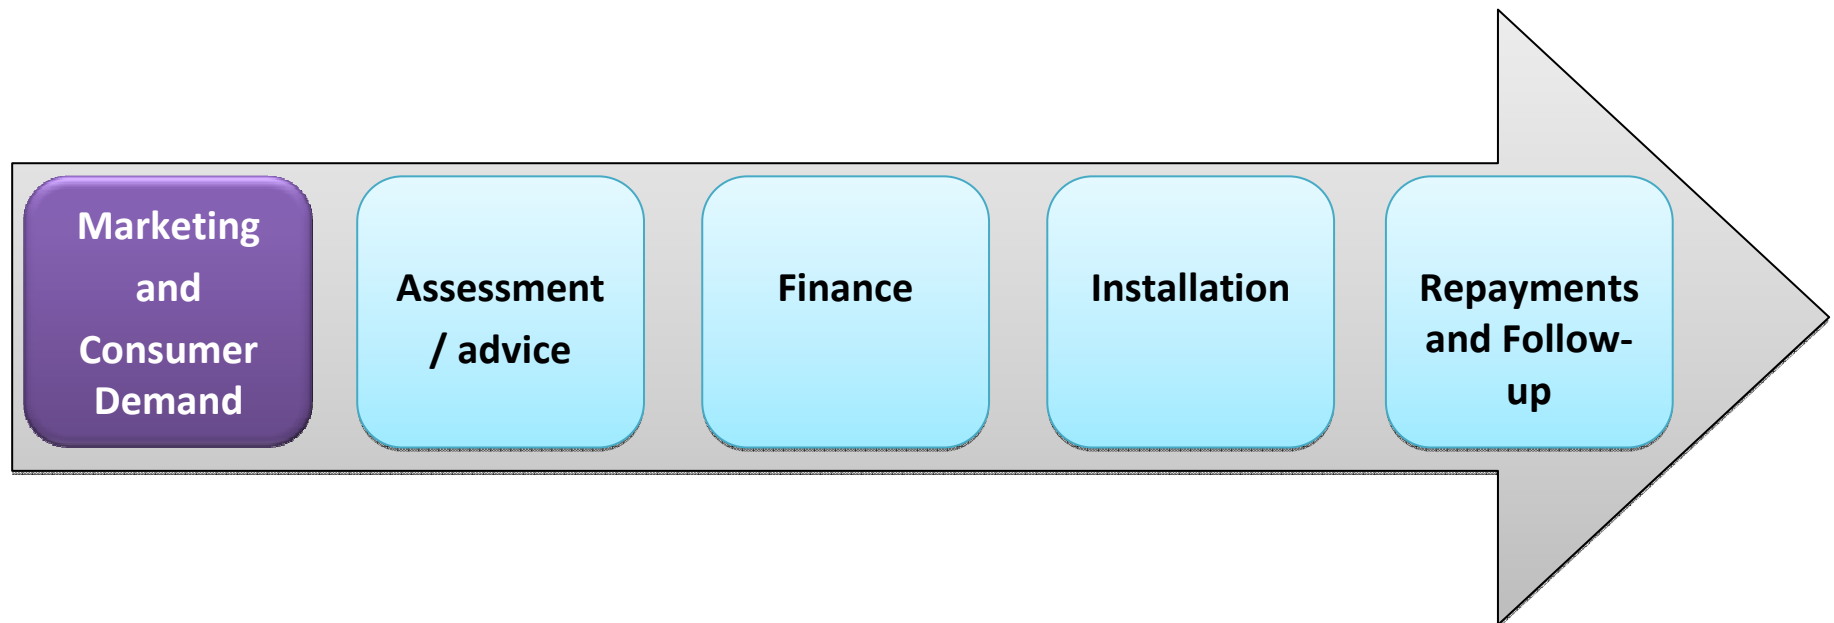 Marketing
and
Consumer
Demand
Assessment
/ advice
Finance
Installation
Repayments
and Follow-
up